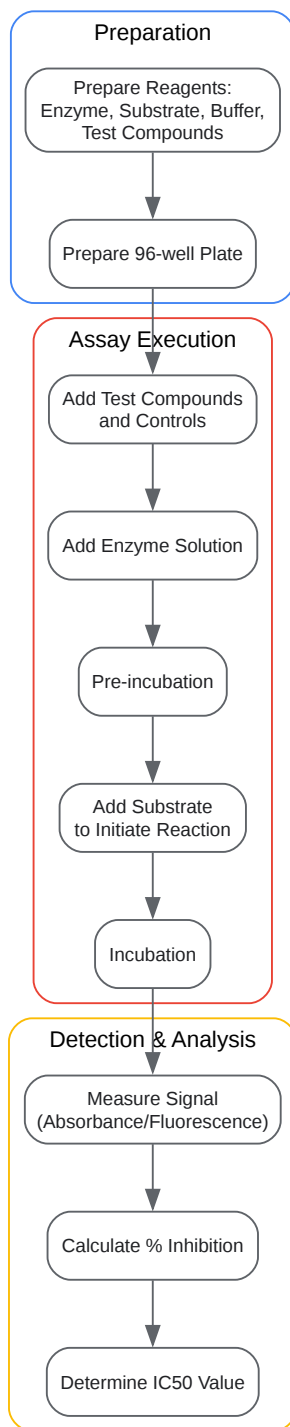 Preparation
Prepare Reagents:
Enzyme, Substrate, Buffer,
Test Compounds
Prepare 96-well Plate
Assay Execution
Add Test Compounds
and Controls
Add Enzyme Solution
Pre-incubation
Add Substrate
to Initiate Reaction
Incubation
Detection & Analysis
Measure Signal
(Absorbance/Fluorescence)
Calculate % Inhibition
Determine IC50 Value